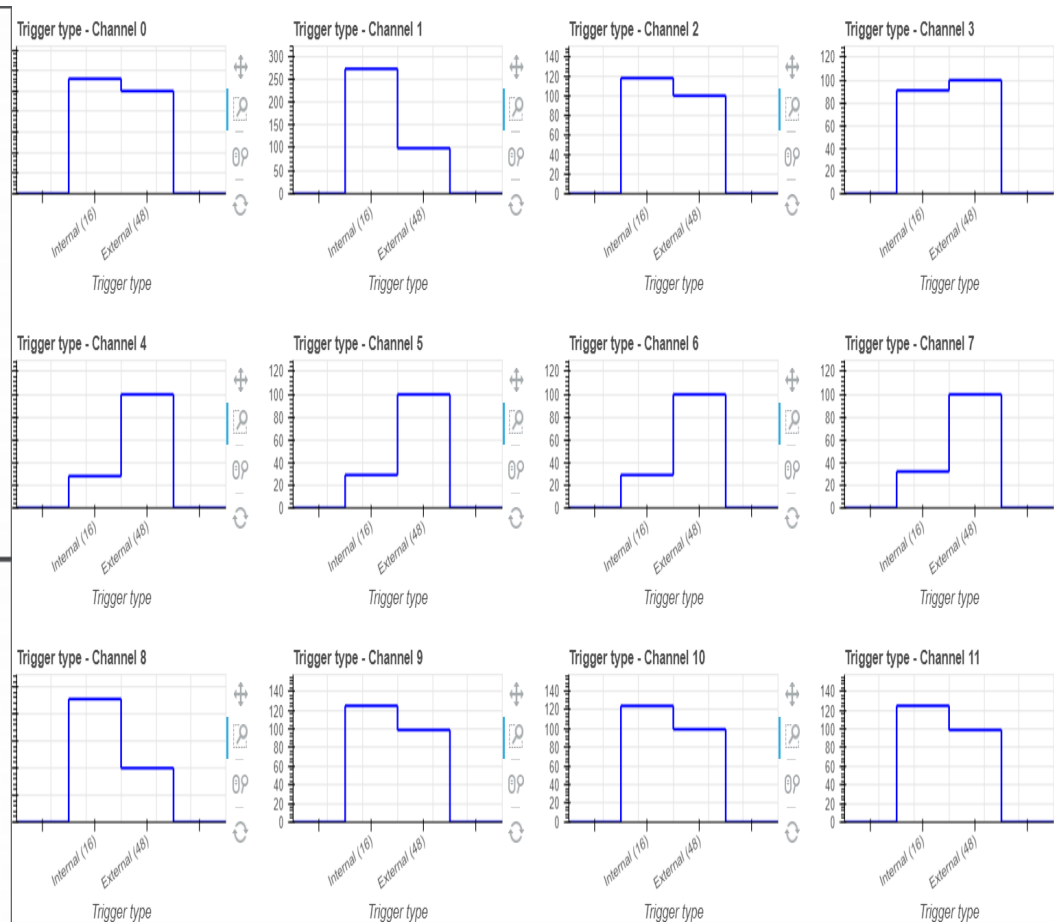 Trigger type - Channel 0
Internal (16)
External (48)
Trigger type
Trigger type - Channel 1
300
250
200
150
100
50
0
Internal (16)
External (48)
Trigger type
Trigger type - Channel 2
140
120
100
80
60
40
20
0
Internal (16)
External (48)
Trigger type
Trigger type - Channel 3
120
100
80
60
40
20
0
Internal (16)
External (48)
Trigger type
Trigger type - Channel 4
Internal (16)
External (48)
Trigger type
Trigger type - Channel 5
120
100
80
60
40
20
0
Internal (16)
External (48)
Trigger type
Trigger type - Channel 6
120
100
80
60
40
20
0
Internal (16)
External (48)
Trigger type
Trigger type - Channel 7
120
100
80
60
40
20
0
Internal (16)
External (48)
Trigger type
Trigger type - Channel 8
Internal (16)
External (48)
Trigger type
Trigger type - Channel 9
140
120
100
80
60
40
20
0
Internal (16)
External (48)
Trigger type
Trigger type - Channel 10
140
120
100
80
60
40
20
0
Internal (16)
External (48)
Trigger type
Trigger type - Channel 11
140
120
100
80
60
40
20
0
Internal (16)
External (48)
Trigger type